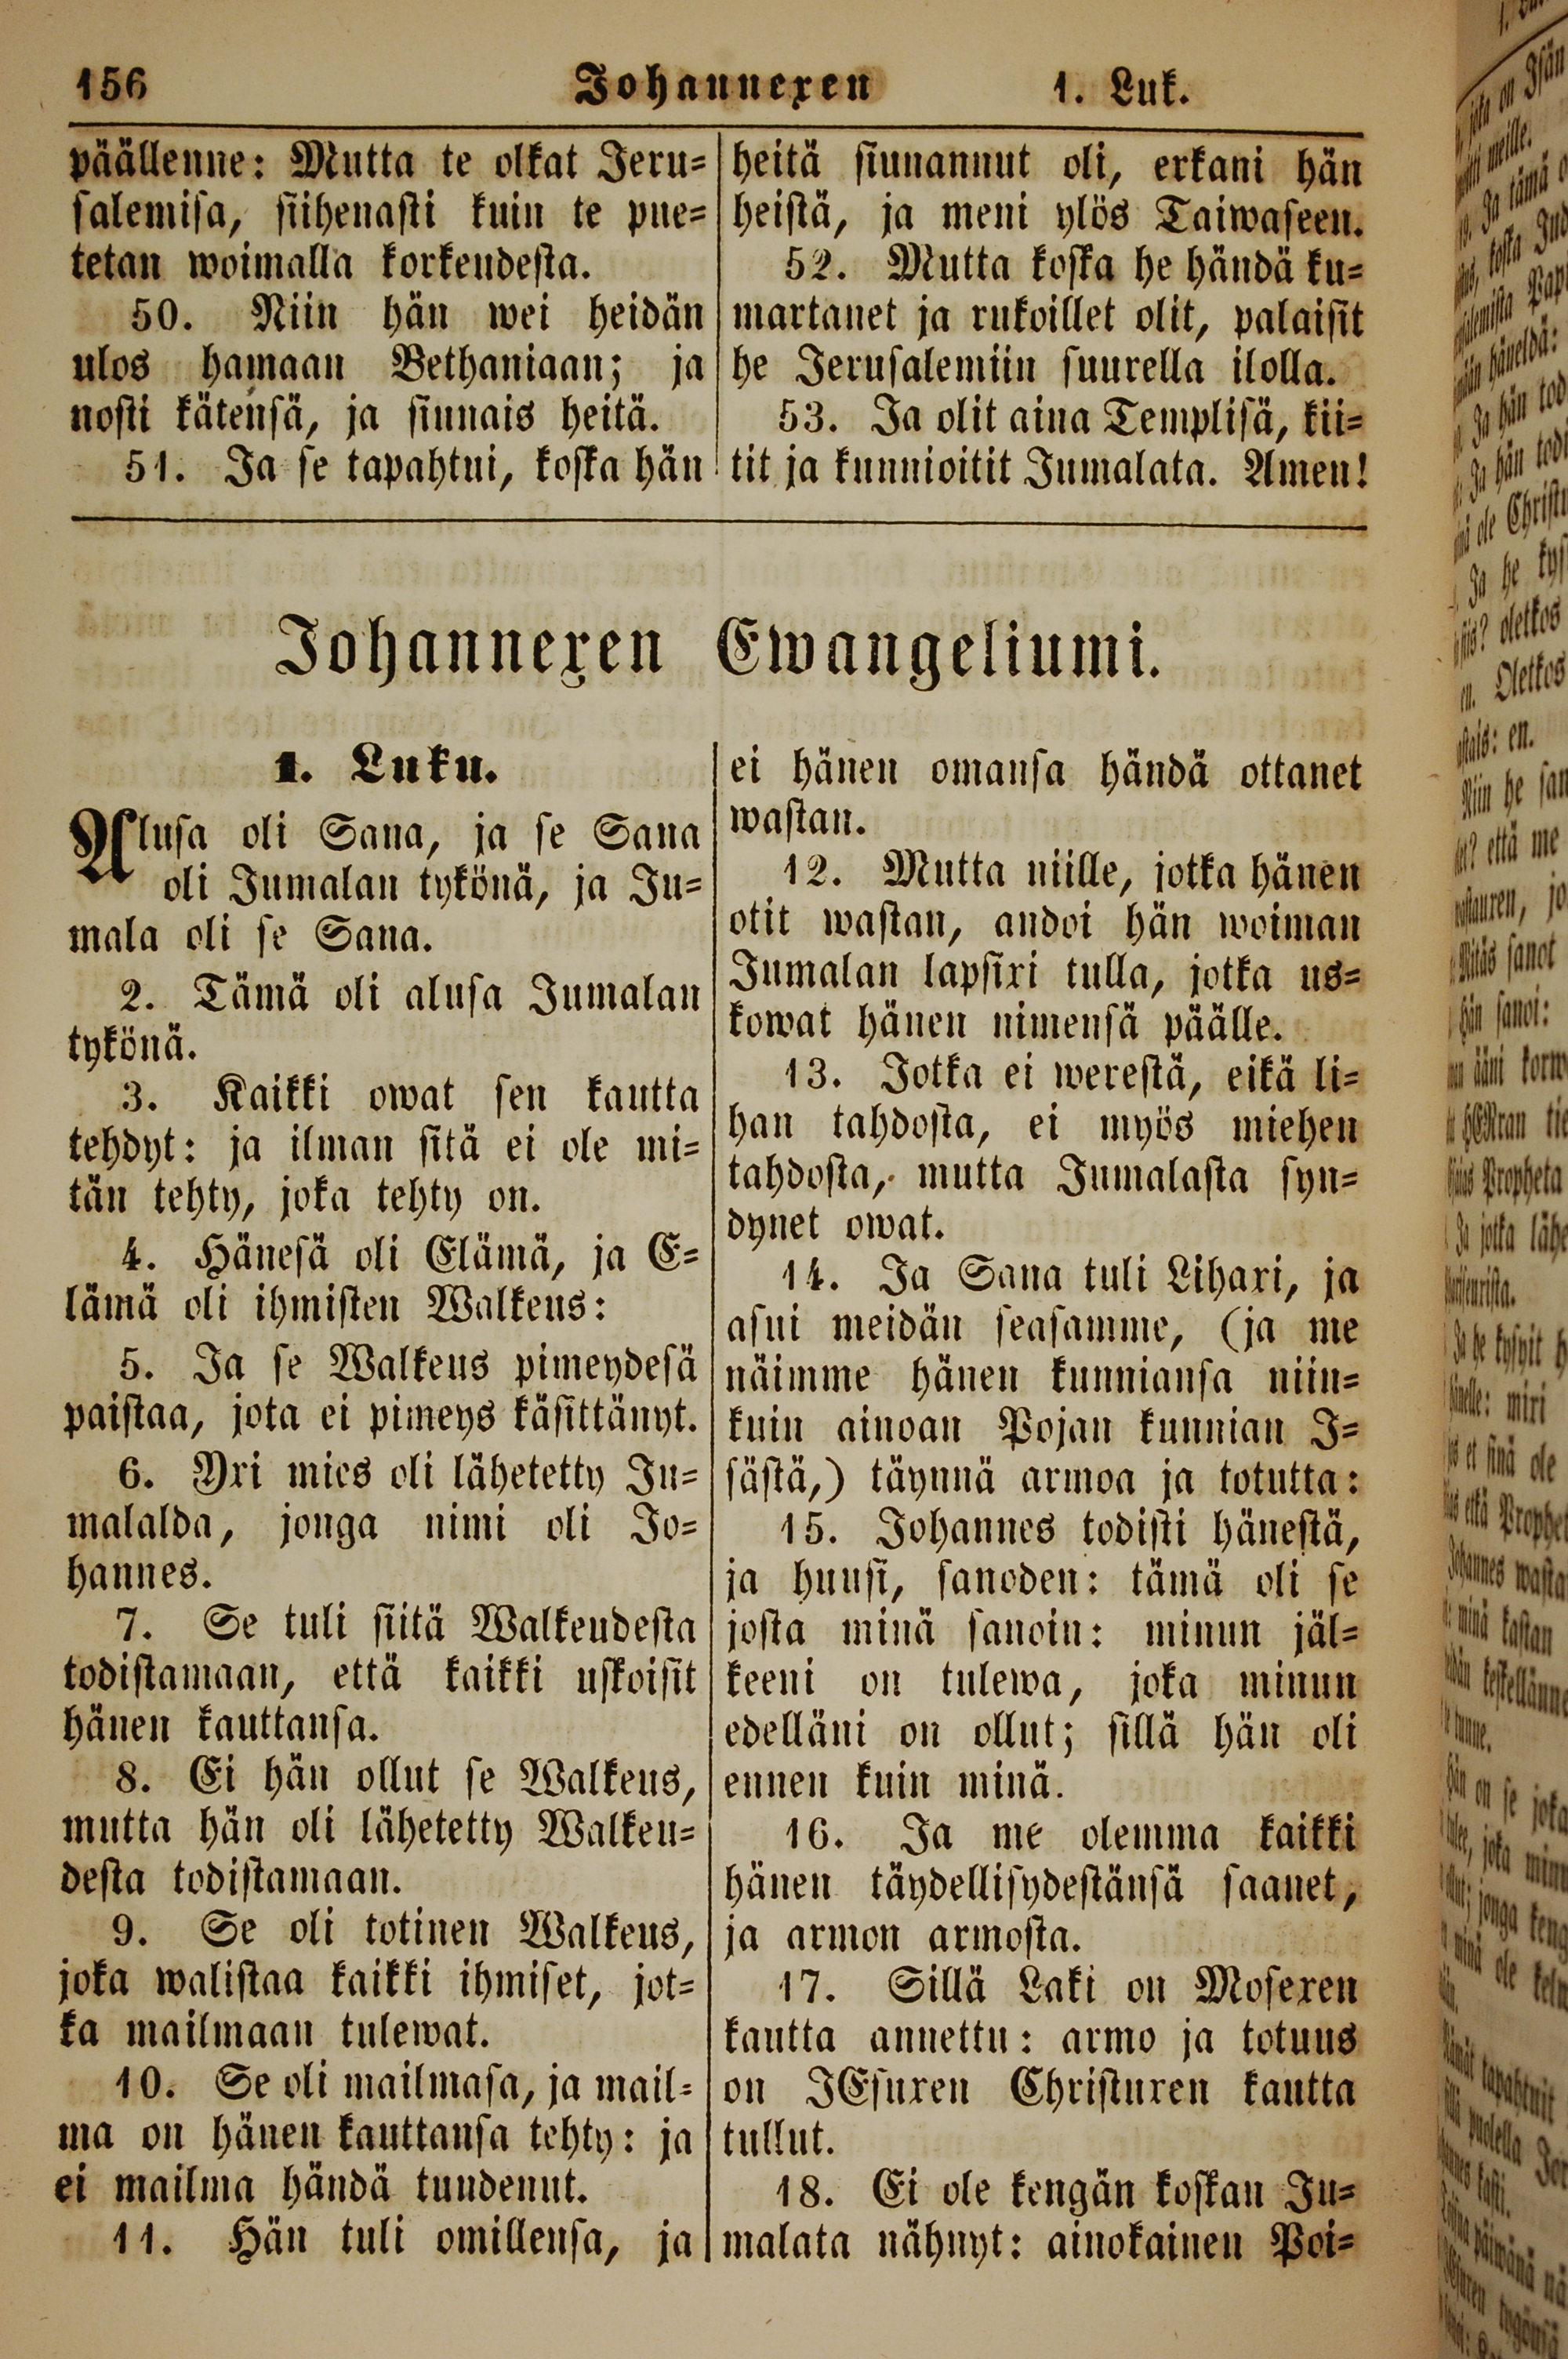 156 Johannexen 1. Luk.
päällenne: Mutta te olkat Jeru=
salemisa, siihenasti kuin te pue=
tetan woimalla korkeudesta.
50. Niin hän wei heidän
ulos hamaan Bethaniaan; ja
nosti kätensä, ja siunais heitä.
51. Ja se tapahtui, koska hän
heitä siunannut oli, erkani hän
heistä, ja meni ylös Taiwaseen.
52. Mutta koska he händä ku=
martanet ja rukoillet olit, palaisit
he Jerusalemiin suurella ilolla.
53. Ja olit aina Templisä, kii=
tit ja kunnioitit Jumalata. Amen!
Johannexen Ewangeliumi.
1. Luku.
Alusa oli Sana, ja se Sana
oli Jumalan tykönä, ja Ju=
mala oli se Sana.
2. Tämä oli alusa Jumalan
tykönä.
3. Kaikki owat sen kautta
tehdyt: ja ilman sitä ei ole mi=
tän tehty, joka tehty on.
4. Hänesä oli Elämä, ja E=
lämä oli ihmisten Walkeus:
5. Ja se Walkeus pimeydesä
paistaa, jota ei pimeys käsittänyt.
6. Yxi mies oli lähetetty Ju=
malalda, jonga nimi oli Jo=
hannes.
7. Se tuli siitä Walkeudesta
todistamaan, että kaikki uskoisit
hänen kauttansa.
8. Ei hän ollut se Walkeus,
mutta hän oli lähetetty Walkeu=
desta todistamaan.
9. Se oli totinen Walkeus,
joka walistaa kaikki ihmiset, jot=
ka mailmaan tulewat.
10. Se oli mailmasa, ja mail=
ma on hänen kauttansa tehty: ja
ei mailma händä tundenut.
11. Hän tuli omillensa, ja
ei hänen omansa händä ottanet
wastan.
12. Mutta niille, jotka hänen
otit wastan, andoi hän woiman
Jumalan lapsixi tulla, jotka us=
kowat hänen nimensä päälle.
13. Jotka ei werestä, eikä li=
han tahdosta, ei myös miehen
tahdosta, mutta Jumalasta syn=
dynet owat.
14. Ja Sana tuli Lihaxi, ja
asui meidän seasamme, (ja me
näimme hänen kunniansa niin=
kuin ainoan Pojan kunnian I=
sästä,) täynnä armoa ja totutta:
15. Johannes todisti hänestä,
ja huusi, sanoden: tämä oli se
josta minä sanoin: minun jäl=
keeni on tulewa, joka minun
edelläni on ollut; sillä hän oli
ennen kuin minä.
16. Ja me olemma kaikki
hänen täydellisydestänsä saanet,
ja armon armosta.
17. Sillä Laki on Mosexen
kautta annettu: armo ja totuus
on JEsuxen Christuxen kautta
tullut.
18. Ei ole kengän koskan Ju=
malata nähnyt: ainokainen Poi=